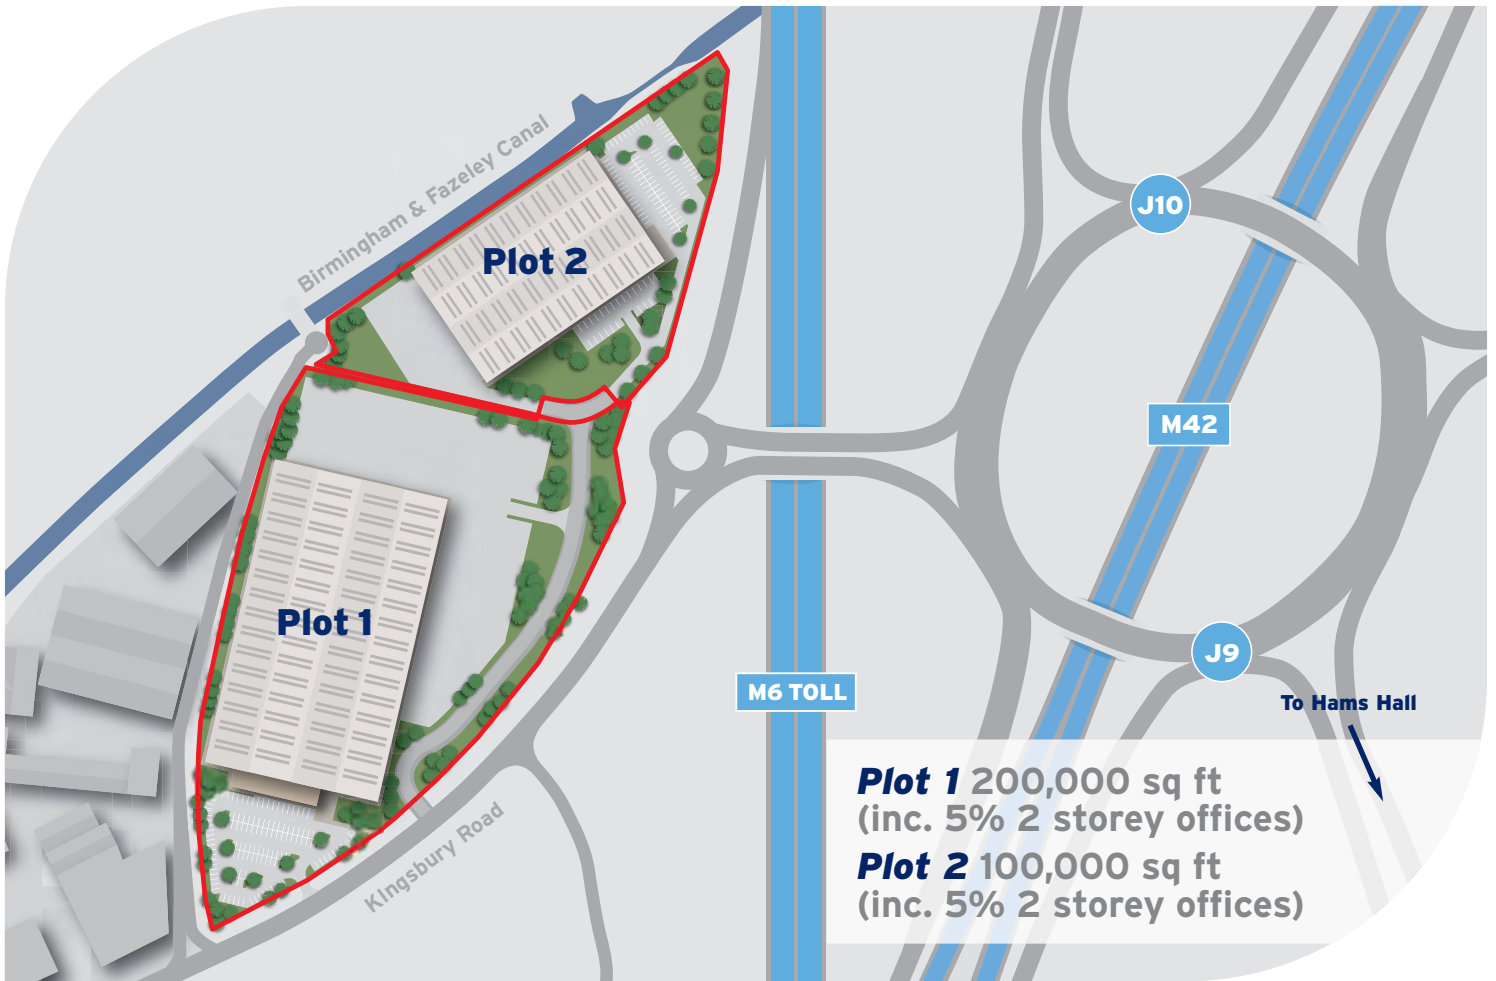 Birmingham & Fazeley Canal
Plot 2
J10
M42
Plot 1
J9
M6 TOLL
To Hams Hall
KIngsbury Road
Plot 1 200,000 sq ft
(inc. 5% 2 storey offices)
Plot 2 100,000 sq ft
(inc. 5% 2 storey offices)